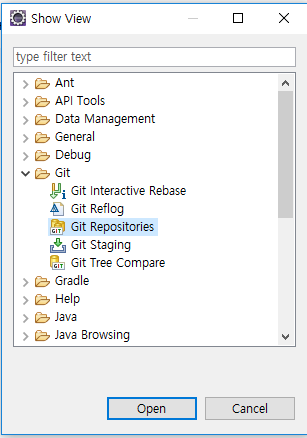 Show View
type filter text
Ant
API Tools
Data Management
General
Debug
Git
Git Interactive Rebase
Git Reflog
Git Repositories
Git Staging
Git Tree Compare
Gradle
Help
Java
Java Browsing
Open
Cancel